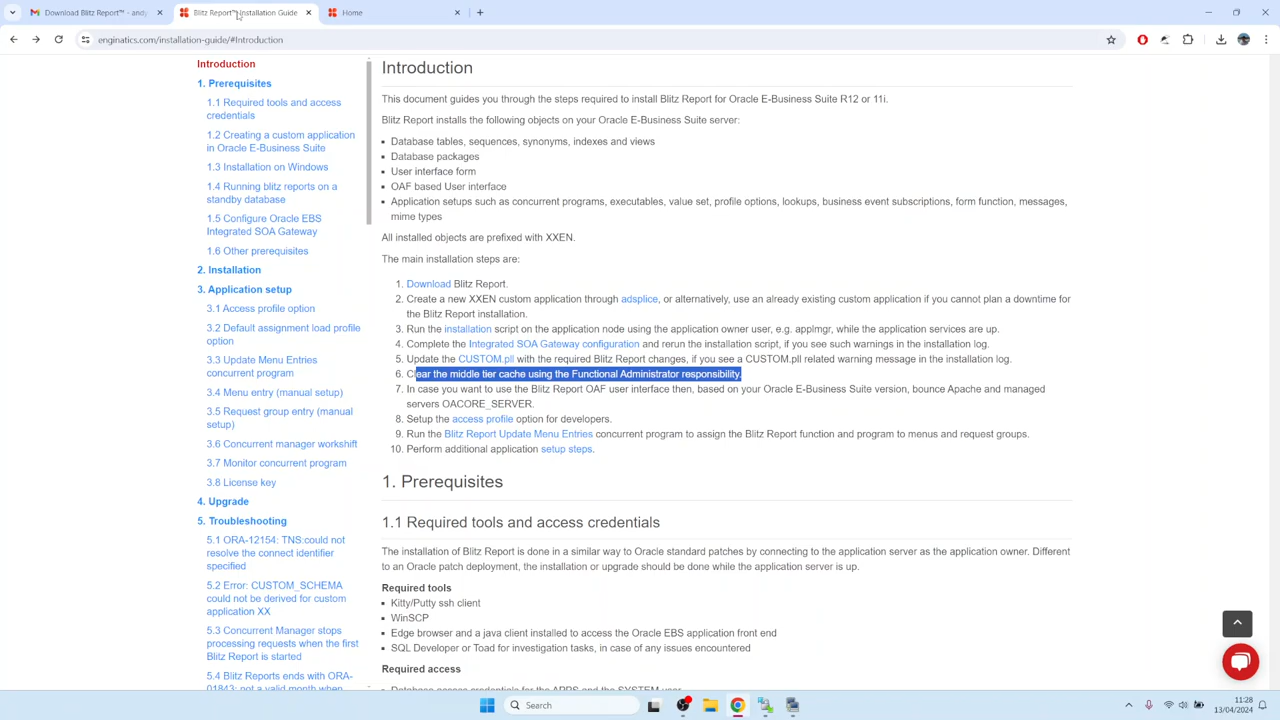 Download Blitz Report™ - andy
Blitz Report™ Installation Guide
Home
enginatics.com/installation-guide/#Introduction
Introduction
1. Prerequisites
1.1 Required tools and access
credentials
1.2 Creating a custom application
in Oracle E-Business Suite
1.3 Installation on Windows
1.4 Running blitz reports on a
standby database
1.5 Configure Oracle EBS
Integrated SOA Gateway
1.6 Other prerequisites
2. Installation
3. Application setup
3.1 Access profile option
3.2 Default assignment load profile
option
3.3 Update Menu Entries
concurrent program
3.4 Menu entry (manual setup)
3.5 Request group entry (manual
setup)
3.6 Concurrent manager workshift
3.7 Monitor concurrent program
3.8 License key
4. Upgrade
5. Troubleshooting
5.1 ORA-12154: TNS:could not
resolve the connect identifier
specified
5.2 Error: CUSTOM_SCHEMA
could not be derived for custom
application XX
5.3 Concurrent Manager stops
processing requests when the first
Blitz Report is started
5.4 Blitz Reports ends with ORA-
01843: not a valid month when
Introduction
This document guides you through the steps required to install Blitz Report for Oracle E-Business Suite R12 or 11i.
Blitz Report installs the following objects on your Oracle E-Business Suite server:
Database tables, sequences, synonyms, indexes and views
Database packages
User interface form
OAF based User interface
Application setups such as concurrent programs, executables, value set, profile options, lookups, business event subscriptions, form function, messages,
mime types
All installed objects are prefixed with XXEN.
The main installation steps are:
1. Download Blitz Report.
2. Create a new XXEN custom application through adsplice, or alternatively, use an already existing custom application if you cannot plan a downtime for
the Blitz Report installation.
3. Run the installation script on the application node using the application owner user, e.g. applmgr, while the application services are up.
4. Complete the Integrated SOA Gateway configuration and rerun the installation script, if you see such warnings in the installation log.
5. Update the CUSTOM.pll with the required Blitz Report changes, if you see a CUSTOM.pll related warning message in the installation log.
6. Clear the middle tier cache using the Functional Administrator responsibility.
7. In case you want to use the Blitz Report OAF user interface then, based on your Oracle E-Business Suite version, bounce Apache and managed
servers OACORE_SERVER.
8. Setup the access profile option for developers.
9. Run the Blitz Report Update Menu Entries concurrent program to assign the Blitz Report function and program to menus and request groups.
10. Perform additional application setup steps.
1. Prerequisites
1.1 Required tools and access credentials
The installation of Blitz Report is done in a similar way to Oracle standard patches by connecting to the application server as the application owner. Different
to an Oracle patch deployment, the installation or upgrade should be done while the application server is up.
Required tools
Kitty/Putty ssh client
WinSCP
Edge browser and a java client installed to access the Oracle EBS application front end
SQL Developer or Toad for investigation tasks, in case of any issues encountered
Required access
Database access credentials for the APPS and the SYSTEM user
Search
11:28
13/04/2024